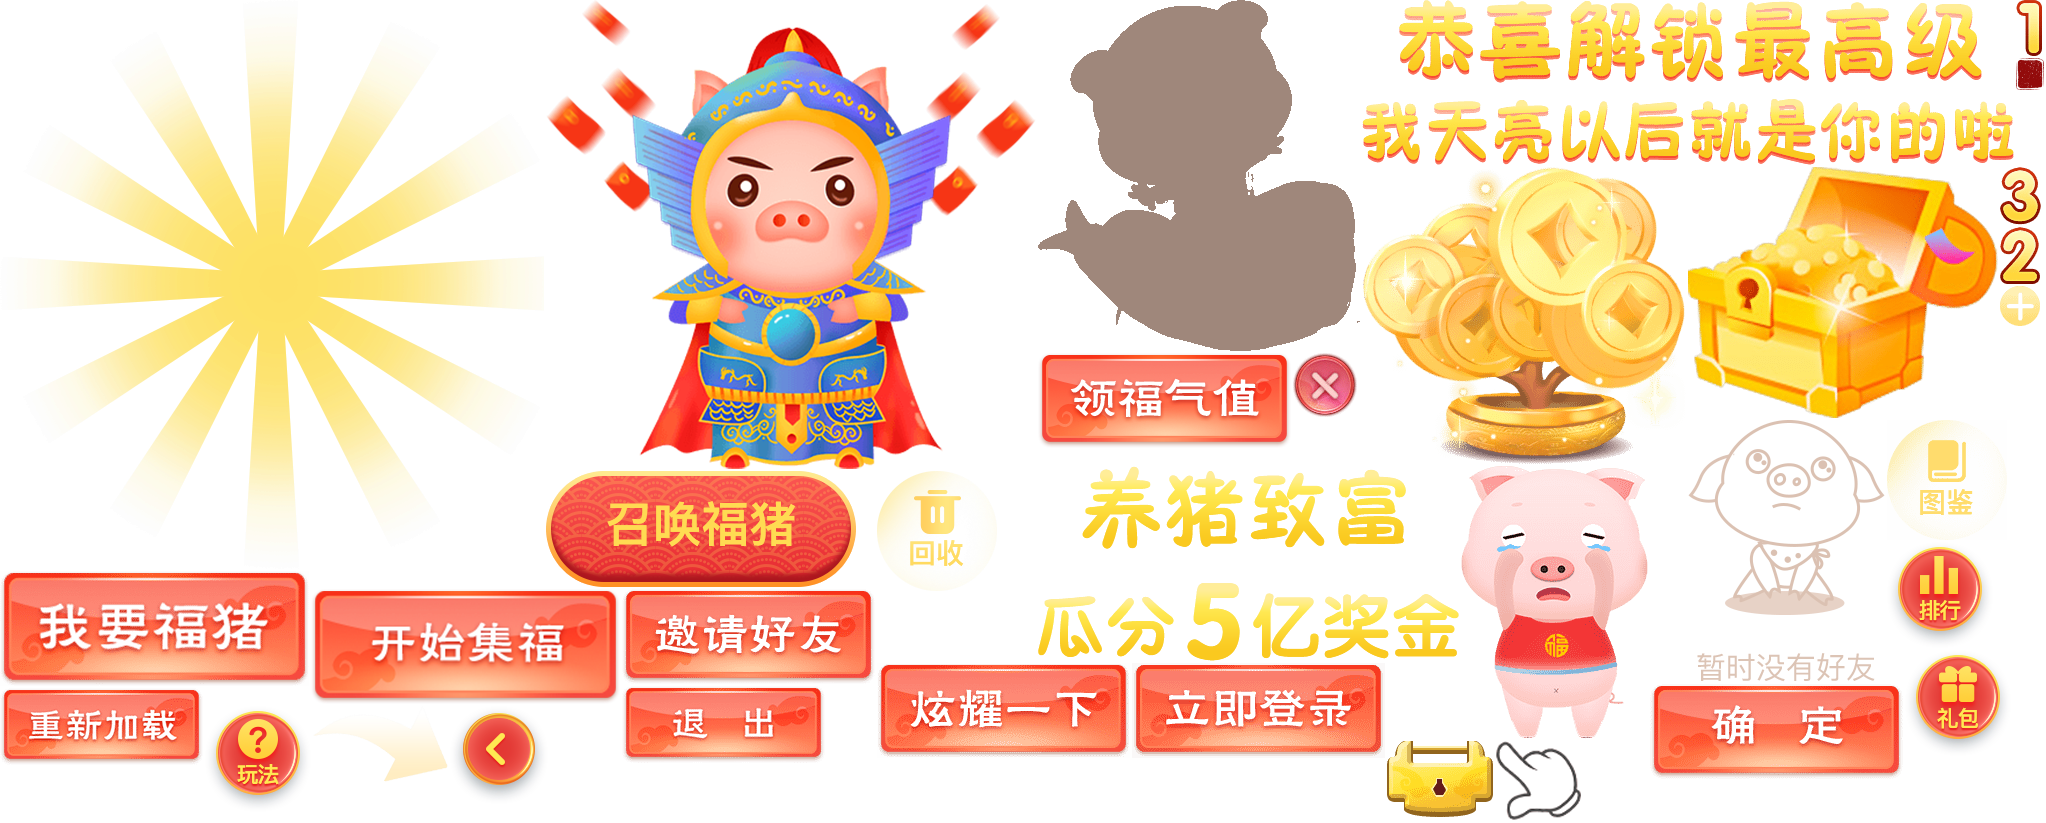 恭喜解锁最高级
1
我天亮以后就是你的啦
3
2
领福气值
养猪致富
召唤福猪
回收
图鉴
瓜分5亿奖金
排行
我要福猪
开始集福
邀请好友
暂时没有好友
炫耀一下
立即登录
礼包
重新加载
?
玩法
退 出
确 定
福